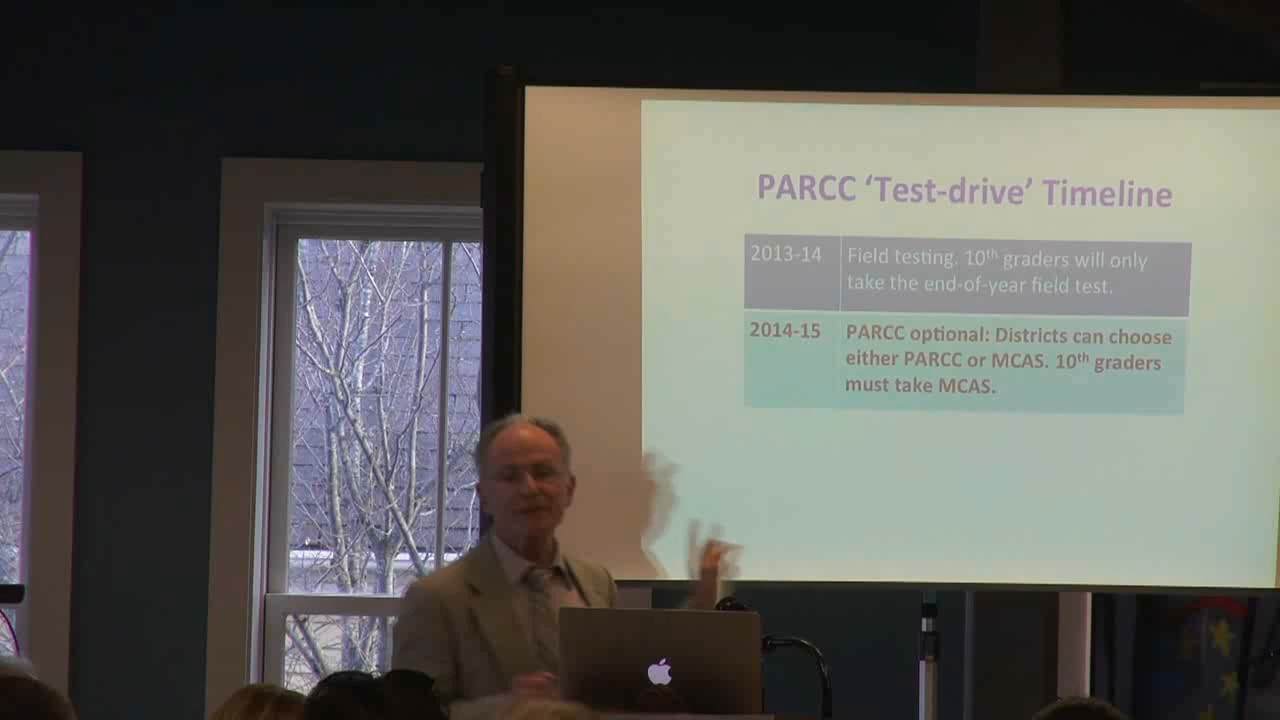 PARCC ‘Test-drive’ Timeline
2013-14
Field testing. 10th graders will only
take the end-of-year field test.
2014-15
PARCC optional: Districts can choose
either PARCC or MCAS. 10th graders
must take MCAS.